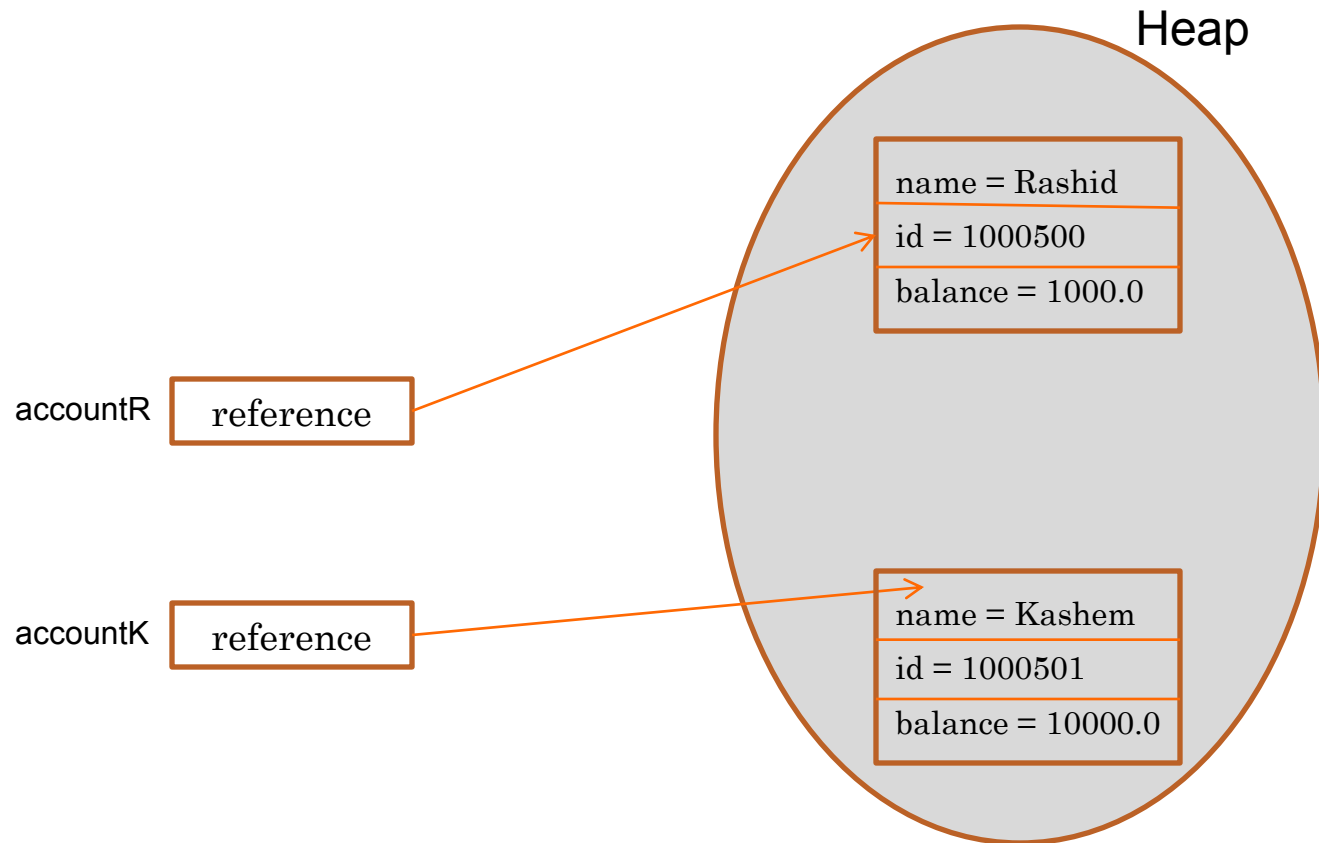 Heap
name = Rashid
id = 1000500
balance = 1000.0
accountR
reference
name = Kashem
id = 1000501
balance = 10000.0
accountK
reference